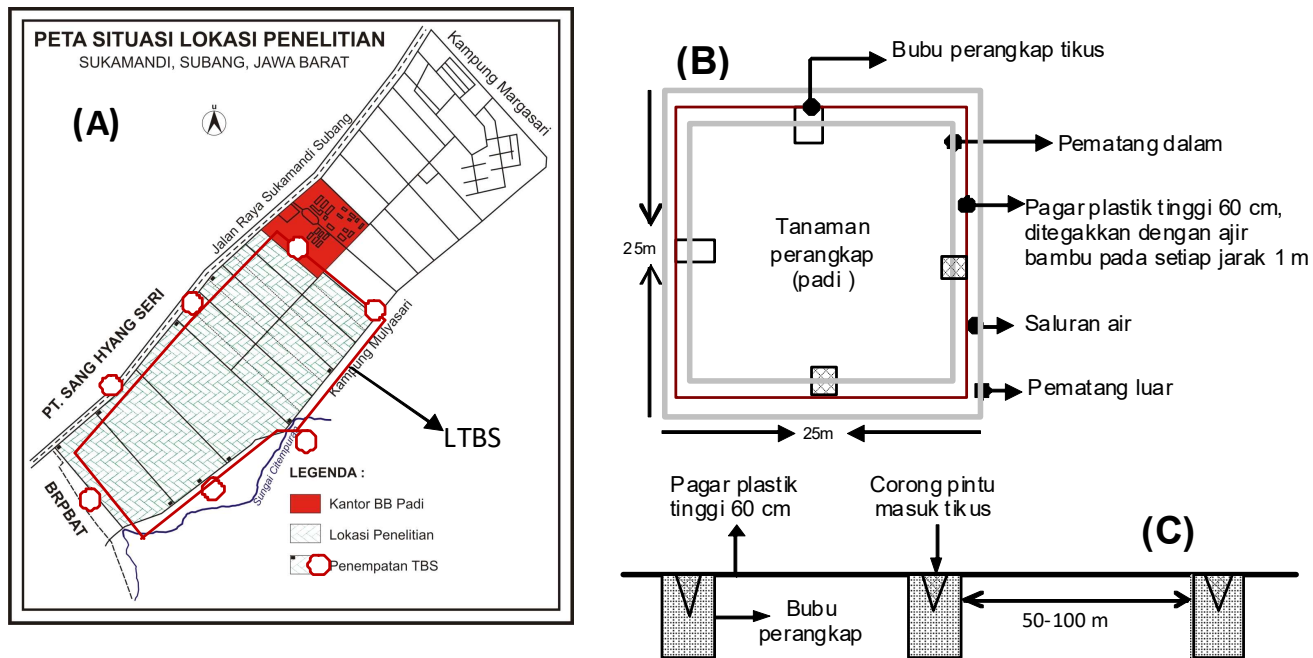 PETA SITUASI LOKASI PENELITIAN
SUKAMANDI, SUBANG, JAWA BARAT
(A)
u
Kampung Margasari
Jalan Raya Sukamandi Subang
PT. SANG HYANG SERI
Kampung Mulyasari
LTBS
BRPBAT
Sungai Citempuran
LEGENDA :
Kantor BB Padi
Lokasi Penelitian
Penempatan TBS
(B)
Bubu perangkap tikus
Pematang dalam
Pagar plastik tinggi 60 cm,
ditegakkan dengan ajir
bambu pada setiap jarak 1 m
Tanaman
perangkap
(padi )
25m
Saluran air
Pematang luar
25m
Pagar plastik
tinggi 60 cm
Corong pintu
masuk tikus
(C)
Bubu
perangkap
50-100 m